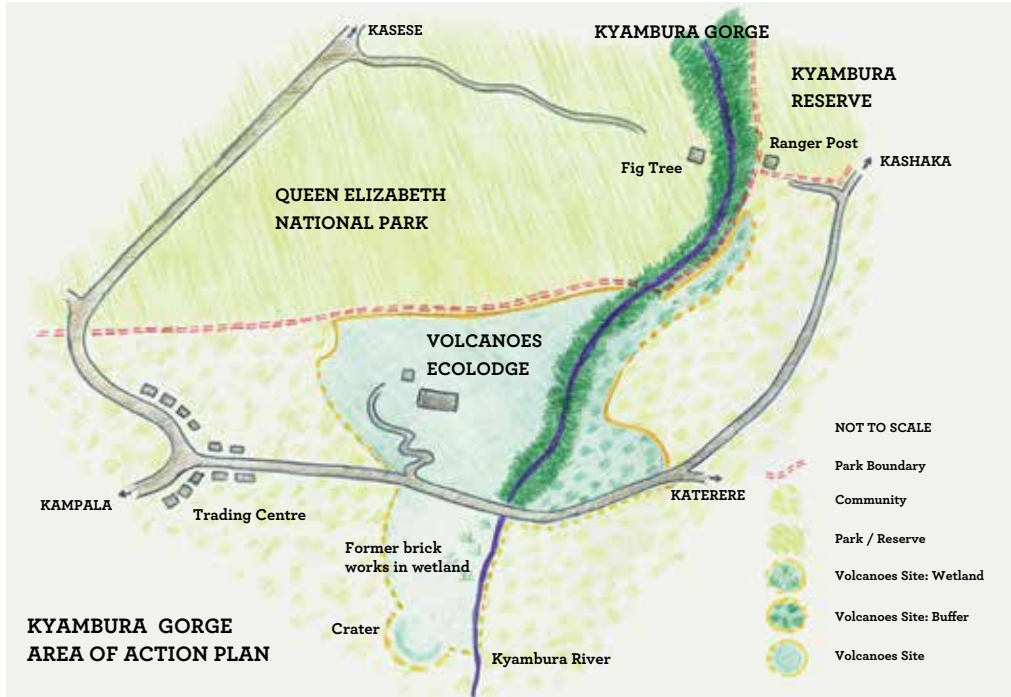 KASESE
KYAMBURA GORGE
KYAMBURA
RESERVE
Ranger Post
KASHAKA
Fig Tree
QUEEN ELIZABETH
NATIONAL PARK
VOLCANOES
ECOLODGE
NOT TO SCALE
Park Boundary
KATERERE
Community
KAMPALA
Trading Centre
Park / Reserve
Former brick
works in wetland
Volcanoes Site: Wetland
Volcanoes Site: Buffer
KYAMBURA GORGE
AREA OF ACTION PLAN
Crater
Kyambura River
Volcanoes Site